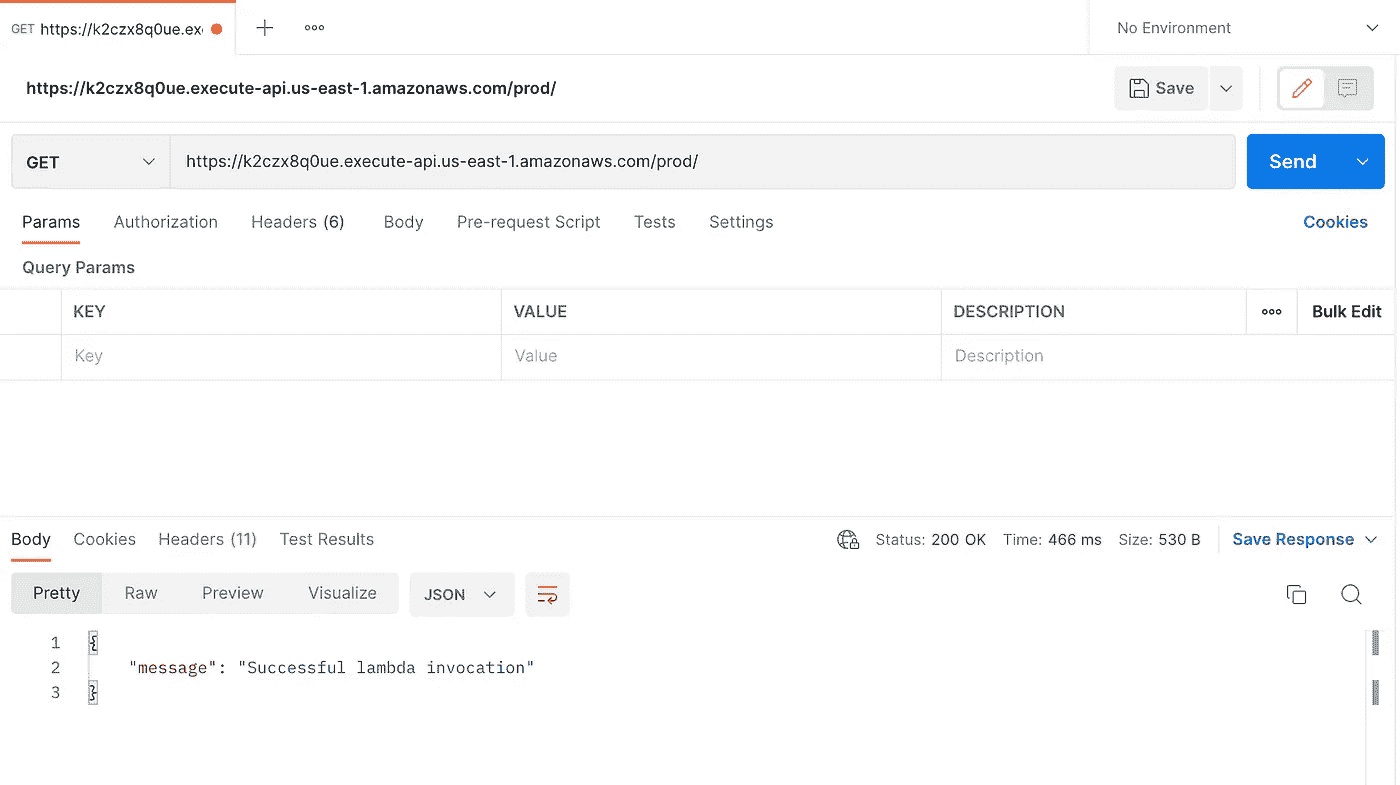 GET https://k2czx8q0ue.ex No Environment
https://k2czx8q0ue.execute-api.us-east-1.amazonaws.com/prod/ Save
GET https://k2czx8q0ue.execute-api.us-east-1.amazonaws.com/prod/ Send
Params Authorization Headers (6) Body Pre-request Script Tests Settings Cookies
Query Params
KEY VALUE DESCRIPTION Bulk Edit
Key Value Description
Body Cookies Headers (11) Test Results Status: 200 OK Time: 466 ms Size: 530 B Save Response
Pretty Raw Preview Visualize JSON
1 {
2 "message": "Successful lambda invocation"
3 }